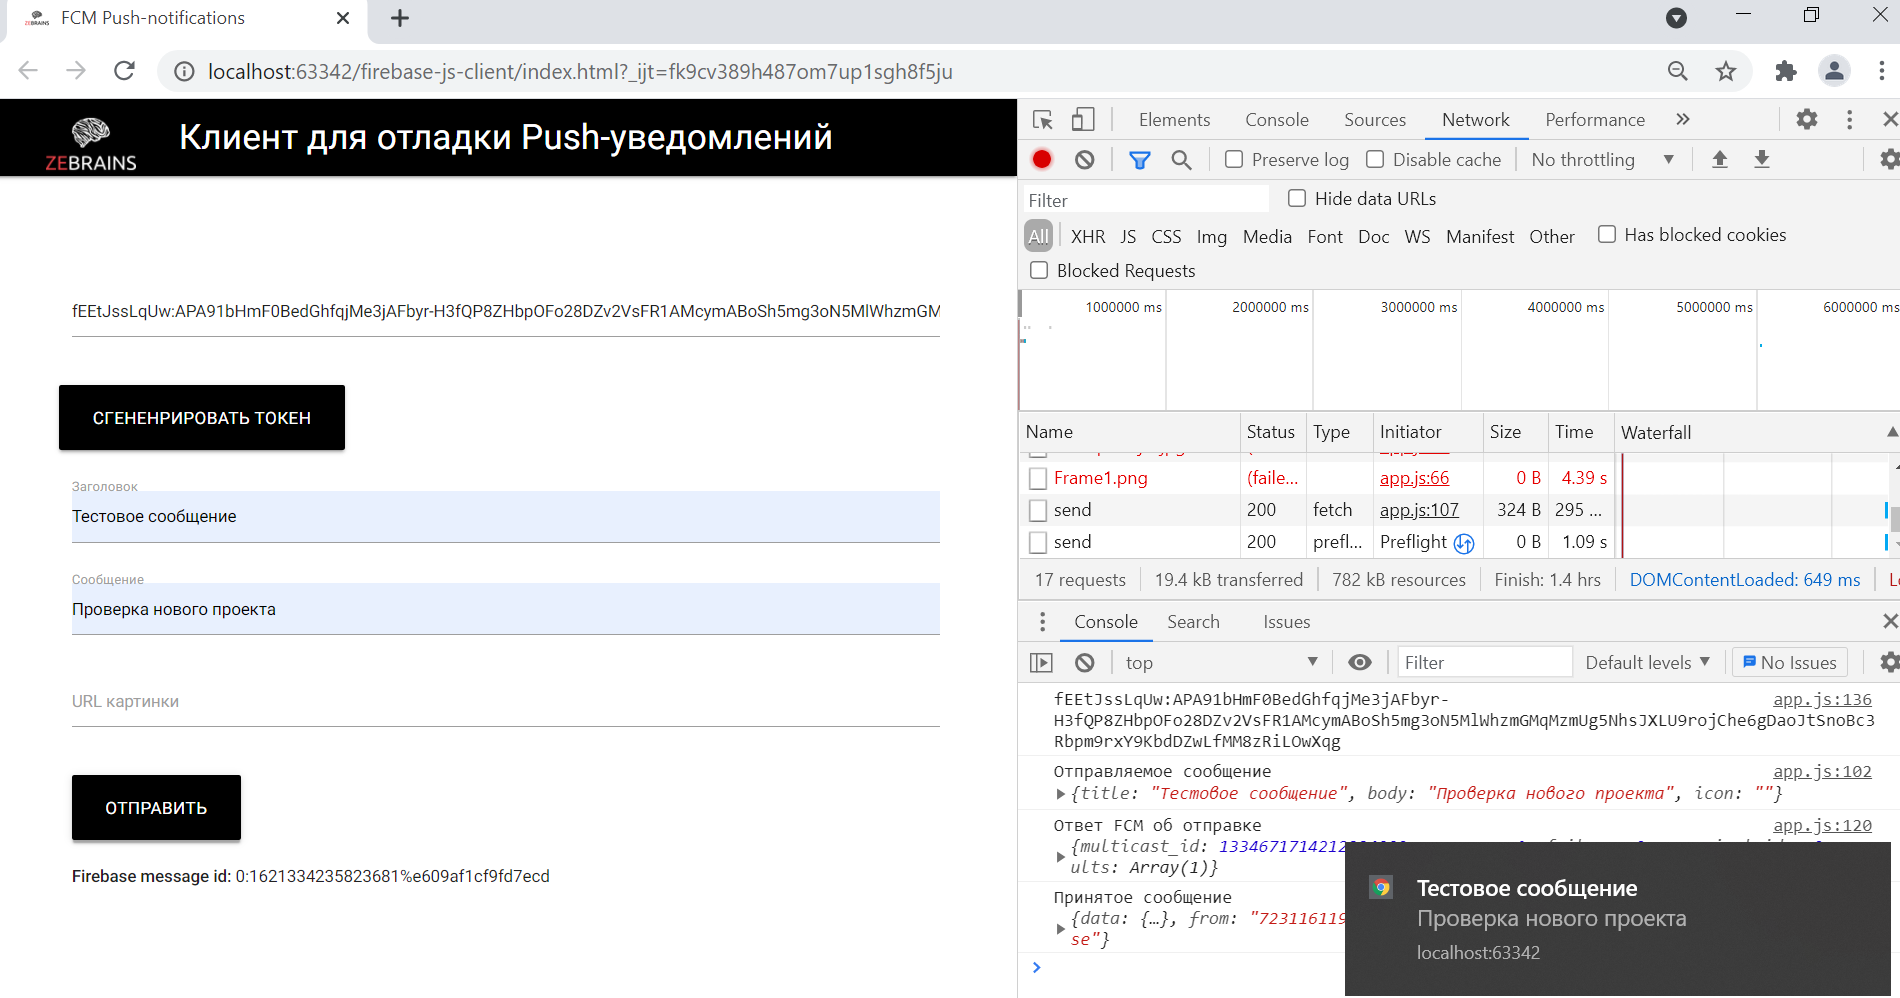 FCM Push-notifications
localhost:63342/firebase-js-client/index.html?_ijt=fk9cv389h487om7up1sgh8f5ju
ZEBRAINS
Клиент для отладки Push-уведомлений
fEEtJssLqUw:APA91bHmF0BedGhfqjMe3jAFbyr-H3fQP8ZHbpOFo28DZv2VsFR1AMcymABoSh5mg3oN5MlWhzmGM
СГЕНЕНРИРОВАТЬ ТОКЕН
Заголовок
Тестовое сообщение
Сообщение
Проверка нового проекта
URL картинки
ОТПРАВИТЬ
Firebase message id: 0:1621334235823681%e609af1cf9fd7ecd
Elements Console Sources Network Performance »
Preserve log Disable cache No throttling
Filter Hide data URLs
All XHR JS CSS Img Media Font Doc WS Manifest Other Has blocked cookies
Blocked Requests
1000000 ms 2000000 ms 3000000 ms 4000000 ms 5000000 ms 6000000 ms
Name Status Type Initiator Size Time Waterfall
Frame1.png (faile... app.js:66 0 B 4.39 s
send 200 fetch app.js:107 324 B 295 ...
send 200 prefl... Preflight 0 B 1.09 s
17 requests 19.4 kB transferred 782 kB resources Finish: 1.4 hrs DOMContentLoaded: 649 ms
Console Search Issues
top Filter Default levels No Issues
fEEtJssLqUw:APA91bHmF0BedGhfqjMe3jAFbyr- app.js:136
H3fQP8ZHbpOFo28DZv2VsFR1AMcymABoSh5mg3oN5MlWhzmGMqMzmUg5NhsJXLU9rojChe6gDaoJtSnoBc3
Rbpm9rxY9KbdDZwLfMM8zRiLOwXqg
Отправляемое сообщение app.js:102
{title: "Тестовое сообщение", body: "Проверка нового проекта", icon: ""}
Ответ FCM об отправке app.js:120
{multicast_id: 1334671714212
ults: Array(1)}
Принятое сообщение
{data: {…}, from: "723116119
se"}
Тестовое сообщение
Проверка нового проекта
localhost:63342